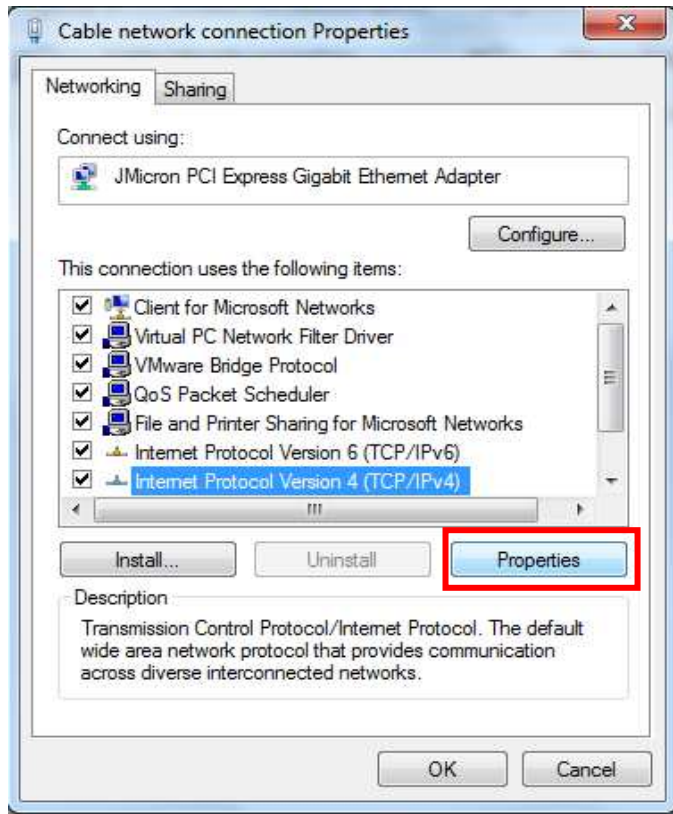 Cable network connection Properties
Networking
Sharing
Connect using:
JMicron PCI Express Gigabit Ethernet Adapter
Configure...
This connection uses the following items:
Client for Microsoft Networks
Virtual PC Network Filter Driver
VMware Bridge Protocol
QoS Packet Scheduler
File and Printer Sharing for Microsoft Networks
Internet Protocol Version 6 (TCP/IPv6)
Internet Protocol Version 4 (TCP/IPv4)
Install...
Uninstall
Properties
Description
Transmission Control Protocol/Internet Protocol. The default
wide area network protocol that provides communication
across diverse interconnected networks.
OK
Cancel